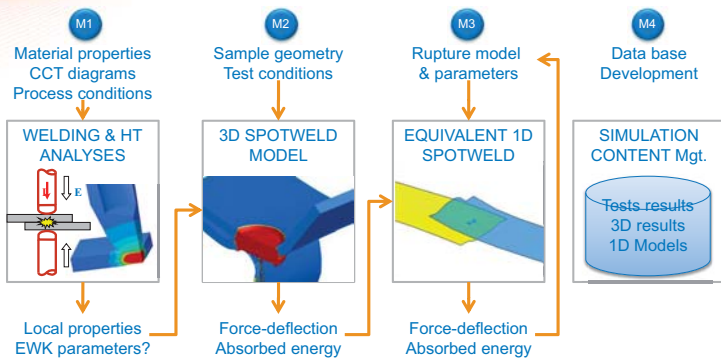 M1
Material properties
CCT diagrams
Process conditions
WELDING & HT
ANALYSES
E
Local properties
EWK parameters?
M2
Sample geometry
Test conditions
3D SPOTWELD
MODEL
Force-deflection
Absorbed energy
M3
Rupture model
& parameters
EQUIVALENT 1D
SPOTWELD
Force-deflection
Absorbed energy
M4
Data base
Development
SIMULATION
CONTENT Mgt.
Tests results
3D results
1D Models